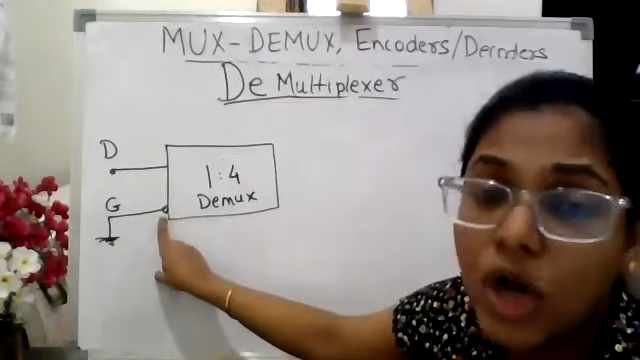 MUX-DEMUX, Encoders/Decoders
De Multiplexer
D
1:4
G
Demux